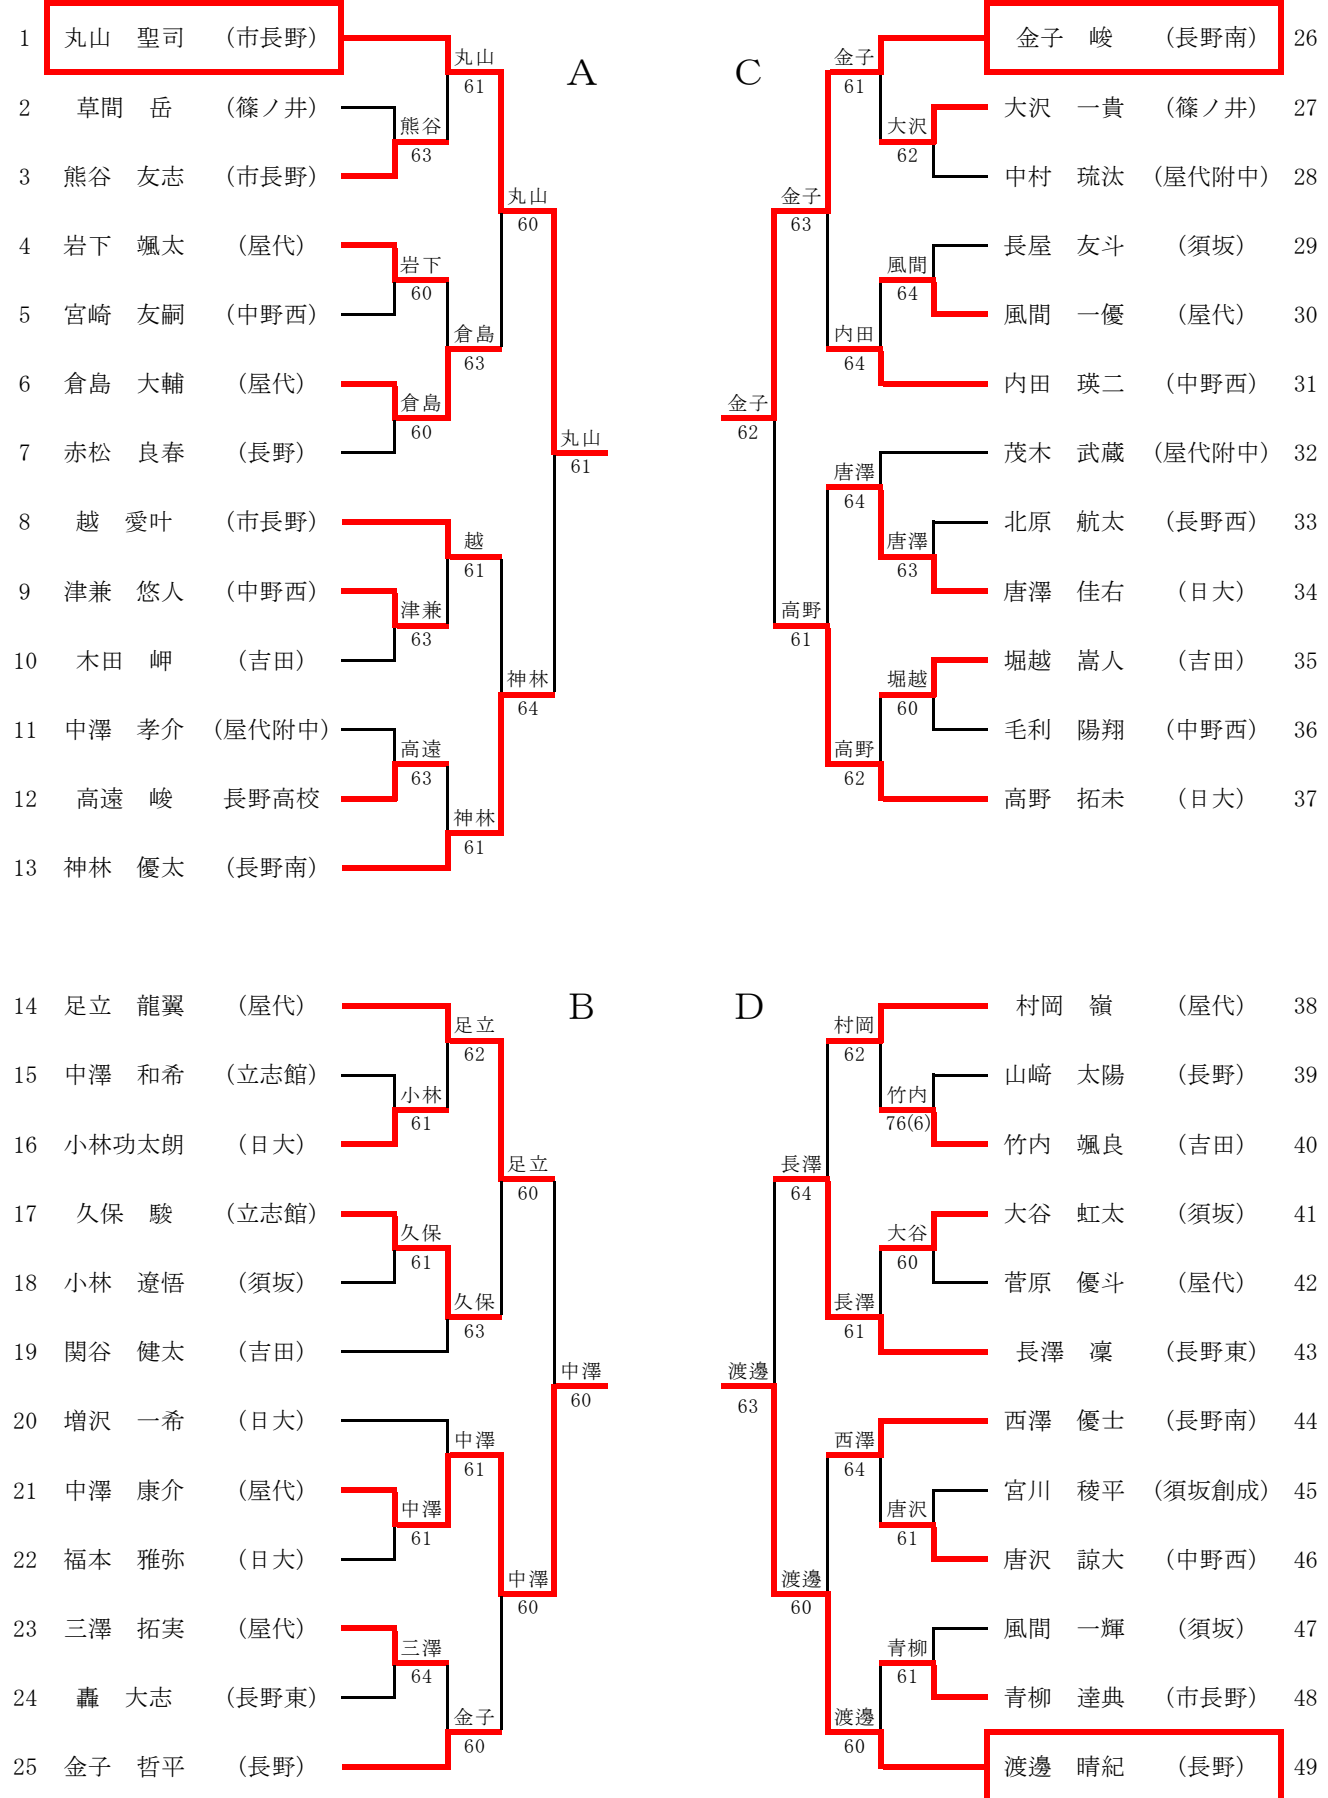 1 丸山　聖司 (市長野)
丸山
61
A
2 草間　岳 (篠ノ井)
熊谷
63
3 熊谷　友志 (市長野)
丸山
60
4 岩下　颯太 (屋代)
岩下
60
5 宮崎　友嗣 (中野西)
倉島
63
6 倉島　大輔 (屋代)
倉島
60
7 赤松　良春 (長野)
丸山
61
8 越　愛叶 (市長野)
越
61
9 津兼　悠人 (中野西)
津兼
63
10 木田　岬 (吉田)
神林
64
11 中澤　孝介 (屋代附中)
高遠
63
12 高遠　峻 長野高校
神林
61
13 神林　優太 (長野南)
C
金子
61
金子　峻 (長野南) 26
大沢
62
大沢　一貴 (篠ノ井) 27
中村　琉汰 (屋代附中) 28
金子
63
長屋　友斗 (須坂) 29
風間
64
風間　一優 (屋代) 30
内田
64
内田　瑛二 (中野西) 31
金子
62
茂木　武蔵 (屋代附中) 32
唐澤
64
北原　航太 (長野西) 33
唐澤
63
唐澤　佳右 (日大) 34
高野
61
堀越　嵩人 (吉田) 35
堀越
60
毛利　陽翔 (中野西) 36
高野
62
高野　拓未 (日大) 37
14 足立　龍翼 (屋代)
足立
62
B
15 中澤　和希 (立志館)
小林
61
16 小林功太朗 (日大)
足立
60
17 久保　駿 (立志館)
久保
61
18 小林　遼悟 (須坂)
久保
63
19 関谷　健太 (吉田)
中澤
60
20 増沢　一希 (日大)
中澤
61
21 中澤　康介 (屋代)
中澤
61
22 福本　雅弥 (日大)
中澤
60
23 三澤　拓実 (屋代)
三澤
64
24 轟　大志 (長野東)
金子
60
25 金子　哲平 (長野)
D
村岡
62
村岡　嶺 (屋代) 38
山﨑　太陽 (長野) 39
竹内
76(6)
竹内　颯良 (吉田) 40
長澤
64
大谷　虹太 (須坂) 41
大谷
60
菅原　優斗 (屋代) 42
長澤
61
長澤　凜 (長野東) 43
渡邊
63
西澤　優士 (長野南) 44
西澤
64
宮川　稜平 (須坂創成) 45
唐沢
61
唐沢　諒大 (中野西) 46
渡邊
60
風間　一輝 (須坂) 47
青柳
61
青柳　達典 (市長野) 48
渡邊
60
渡邊　晴紀 (長野) 49